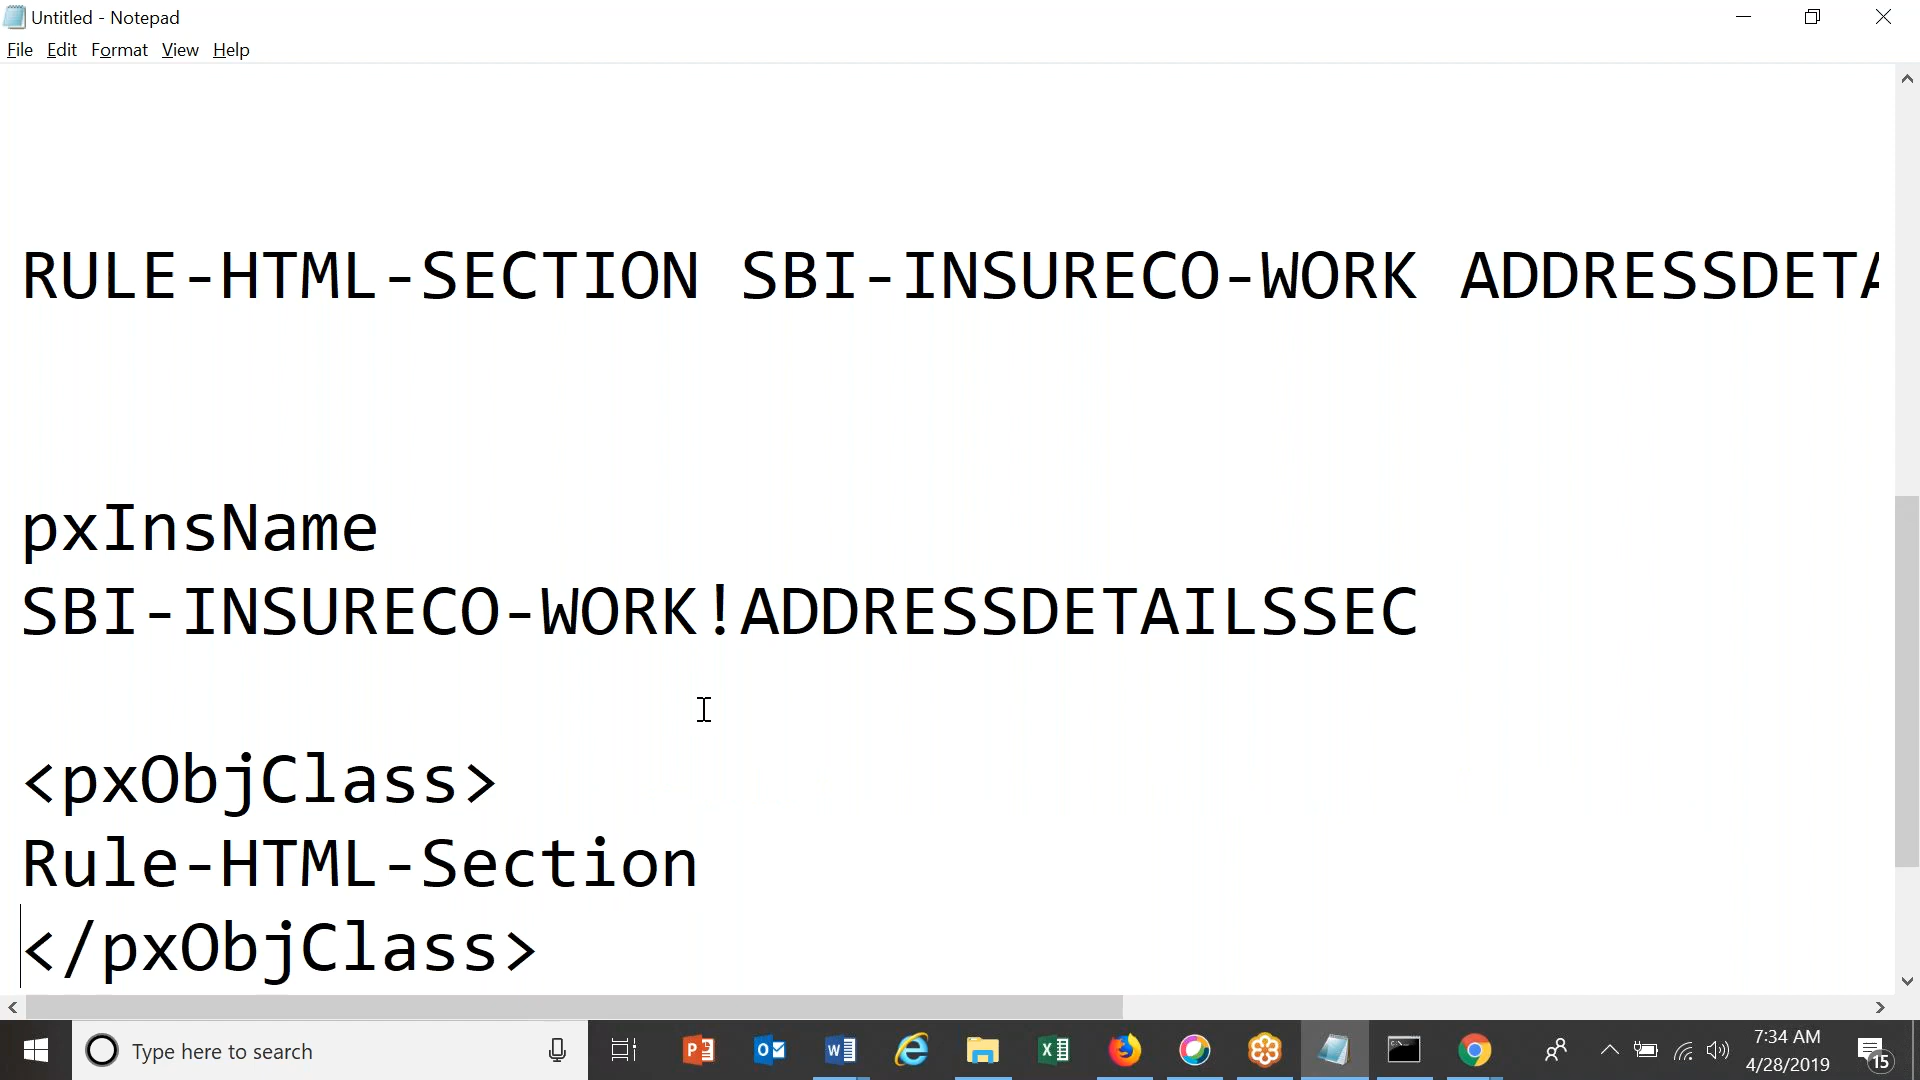 Untitled - Notepad
File Edit Format View Help
RULE-HTML-SECTION SBI-INSURECO-WORK ADDRESSDETA
pxInsName
SBI-INSURECO-WORK!ADDRESSDETAILSSEC
<pxObjClass>
Rule-HTML-Section
</pxObjClass>
Type here to search
7:34 AM
4/28/2019
15